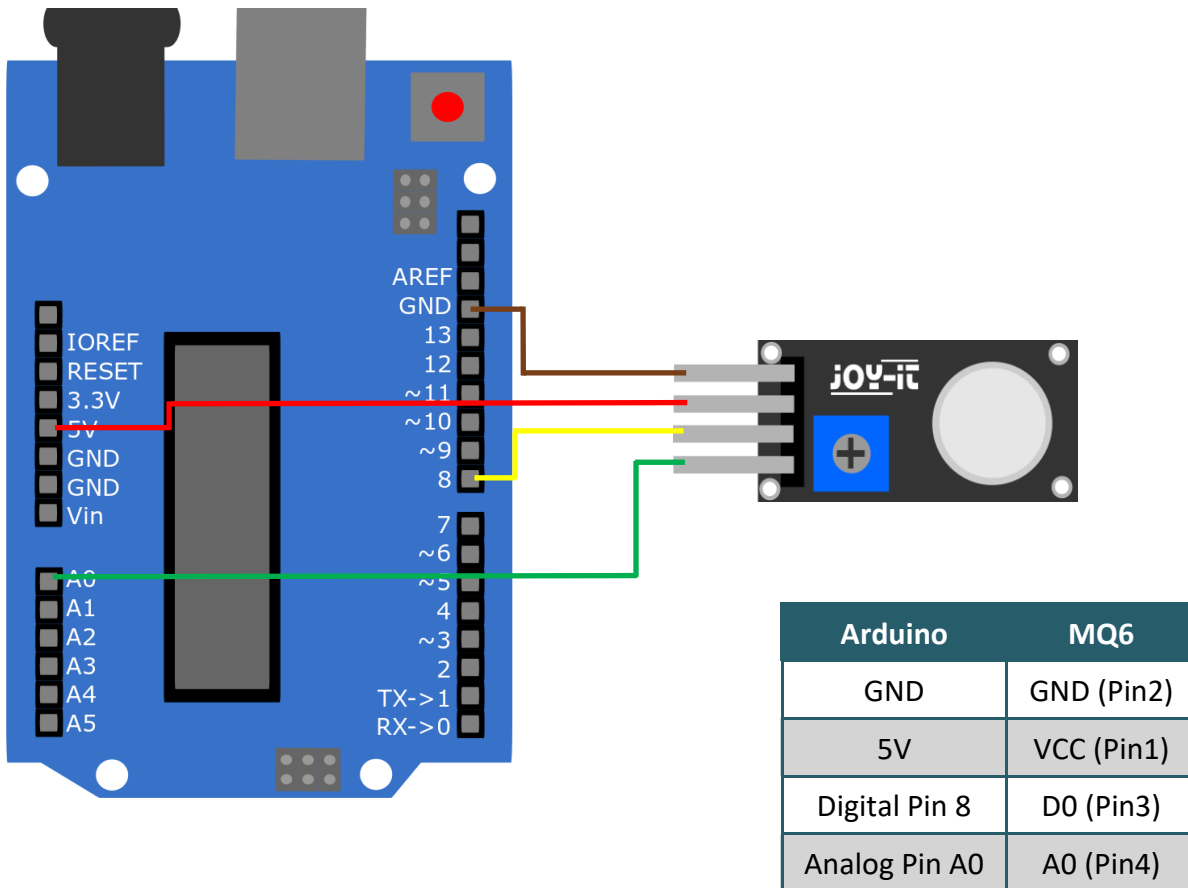 AREF
GND
13
12
~11
~10
~9
8
7
~6
~5
4
~3
2
TX->1
RX->0
IOREF
RESET
3.3V
5V
GND
GND
Vin
A0
A1
A2
A3
A4
A5
JOY-iT
Arduino MQ6
GND GND (Pin2)
5V VCC (Pin1)
Digital Pin 8 D0 (Pin3)
Analog Pin A0 A0 (Pin4)